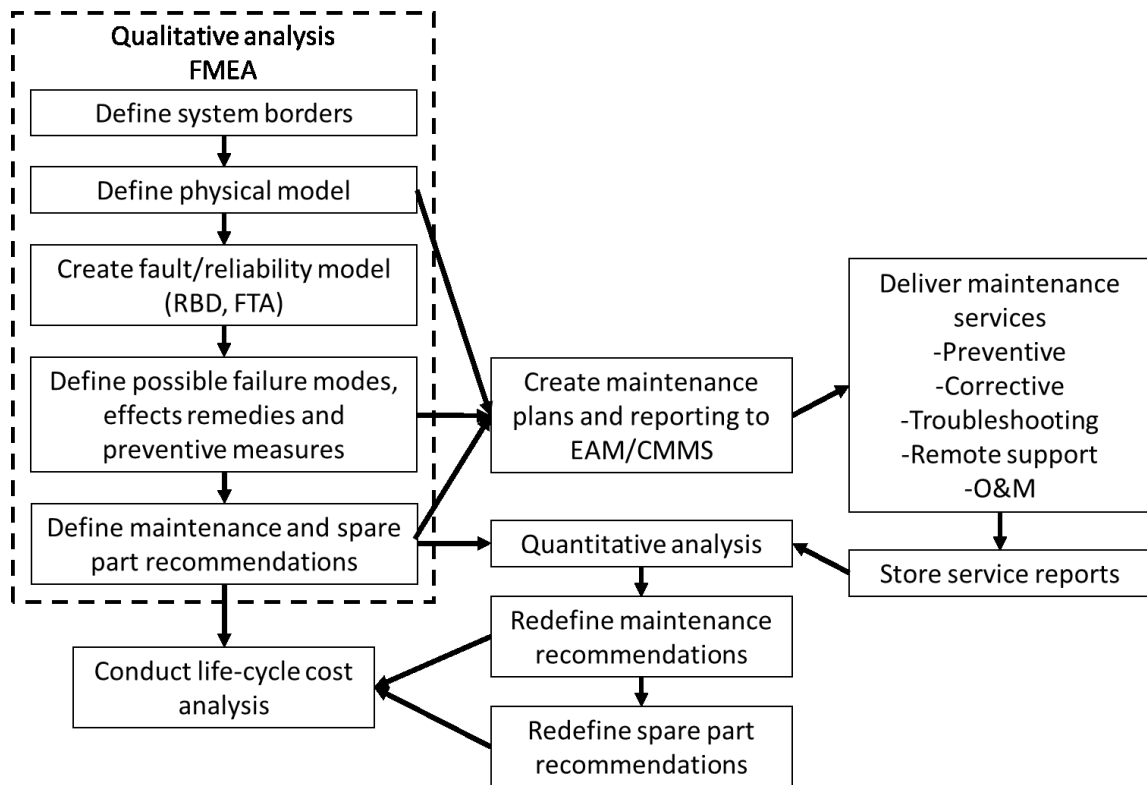 Qualitative analysis
FMEA
Define system borders
Define physical model
Create fault/reliability model
(RBD, FTA)
Define possible failure modes,
effects remedies and
preventive measures
Define maintenance and spare
part recommendations
Conduct life-cycle cost
analysis
Create maintenance
plans and reporting to
EAM/CMMS
Quantitative analysis
Redefine maintenance
recommendations
Redefine spare part
recommendations
Deliver maintenance
services
-Preventive
-Corrective
-Troubleshooting
-Remote support
-O&M
Store service reports